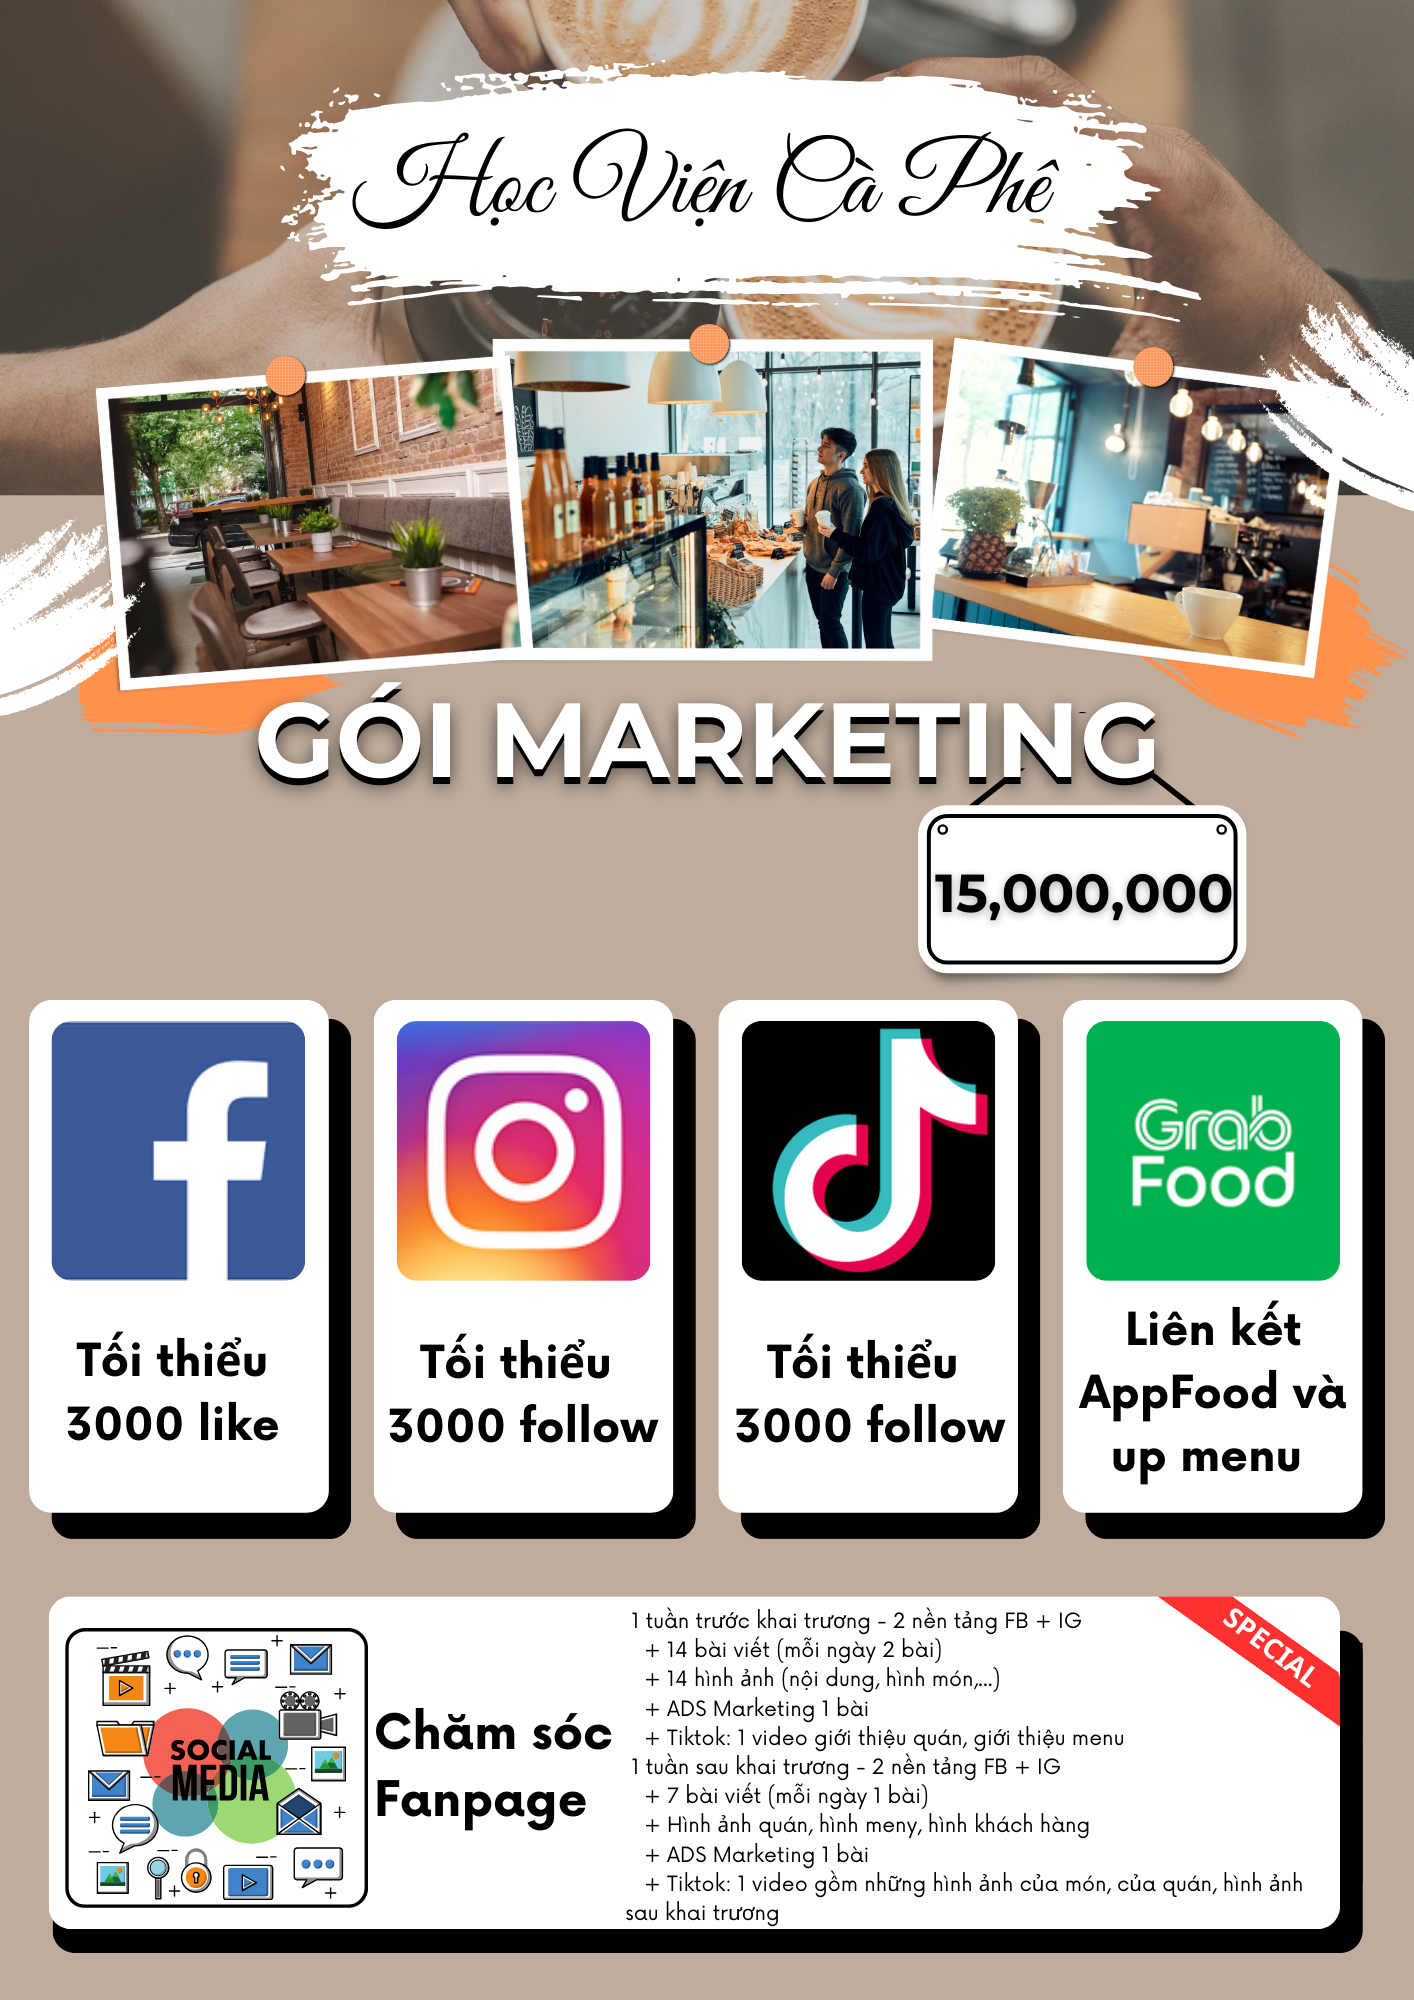 Học Viện Cà Phê
GÓI MARKETING
15,000,000
Grab
Food
Tối thiểu
3000 like
Tối thiểu
3000 follow
Tối thiểu
3000 follow
Liên kết
AppFood và
up menu
SOCIAL
MEDIA
Chăm sóc
Fanpage
1 tuần trước khai trương - 2 nền tảng FB + IG
+ 14 bài viết (mỗi ngày 2 bài)
+ 14 hình ảnh (nội dung, hình món,...)
+ ADS Marketing 1 bài
+ Tiktok: 1 video giới thiệu quán, giới thiệu menu
1 tuần sau khai trương - 2 nền tảng FB + IG
+ 7 bài viết (mỗi ngày 1 bài)
+ Hình ảnh quán, hình meny, hình khách hàng
+ ADS Marketing 1 bài
+ Tiktok: 1 video gồm những hình ảnh của món, của quán, hình ảnh
sau khai trương
SPECIAL